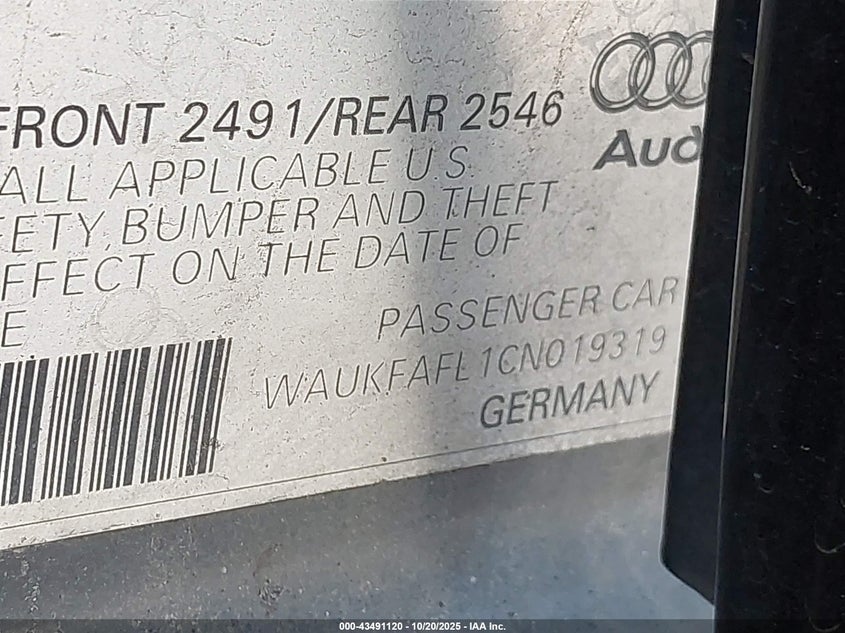 FRONT 2491/REAR 2546
Aud
ALL APPLICABLE U S
ETY, BUMPER AND THEFT
FFECT ON THE DATE OF
E
PASSENGER CAR
WAUKFAFL1CN019319
GERMANY
000-43491120 - 10/20/2025 - IAA Inc.